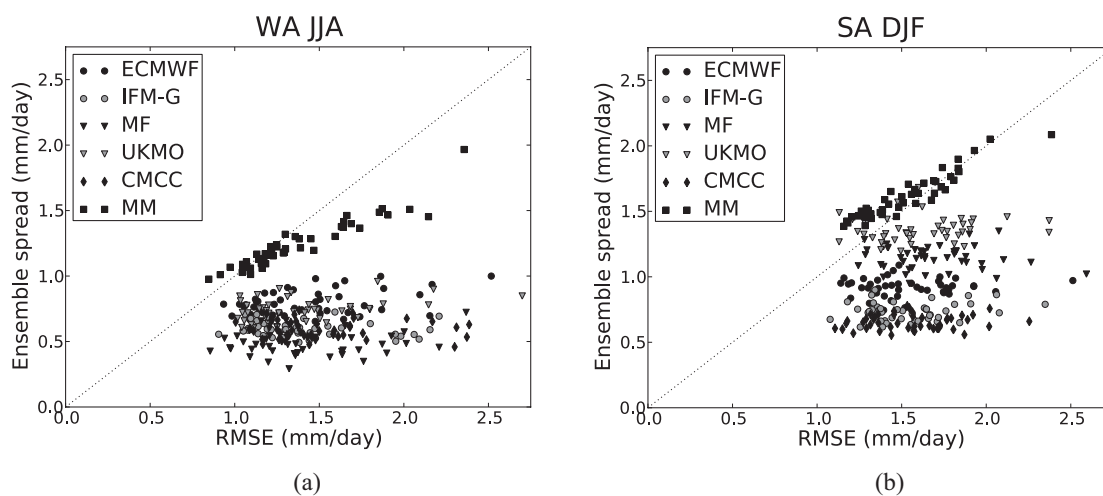 WA JJA
Ensemble spread (mm/day)
2.5
2.0
1.5
1.0
0.5
0.0
ECMWF
IFM-G
MF
UKMO
CMCC
MM
0.0 0.5 1.0 1.5 2.0 2.5
RMSE (mm/day)
(a)
SA DJF
Ensemble spread (mm/day)
2.5
2.0
1.5
1.0
0.5
0.0
ECMWF
IFM-G
MF
UKMO
CMCC
MM
0.0 0.5 1.0 1.5 2.0 2.5
RMSE (mm/day)
(b)